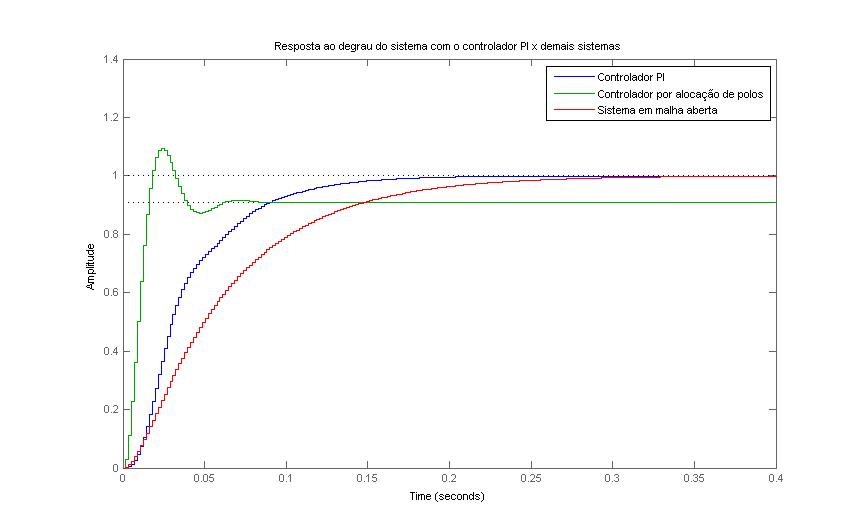 Resposta ao degrau do sistema com o controlador PI x demais sistemas
1.4
1.2
1
0.8
0.6
0.4
0.2
0
Amplitude
Controlador PI
Controlador por alocação de polos
Sistema em malha aberta
0 0.05 0.1 0.15 0.2 0.25 0.3 0.35 0.4
Time (seconds)